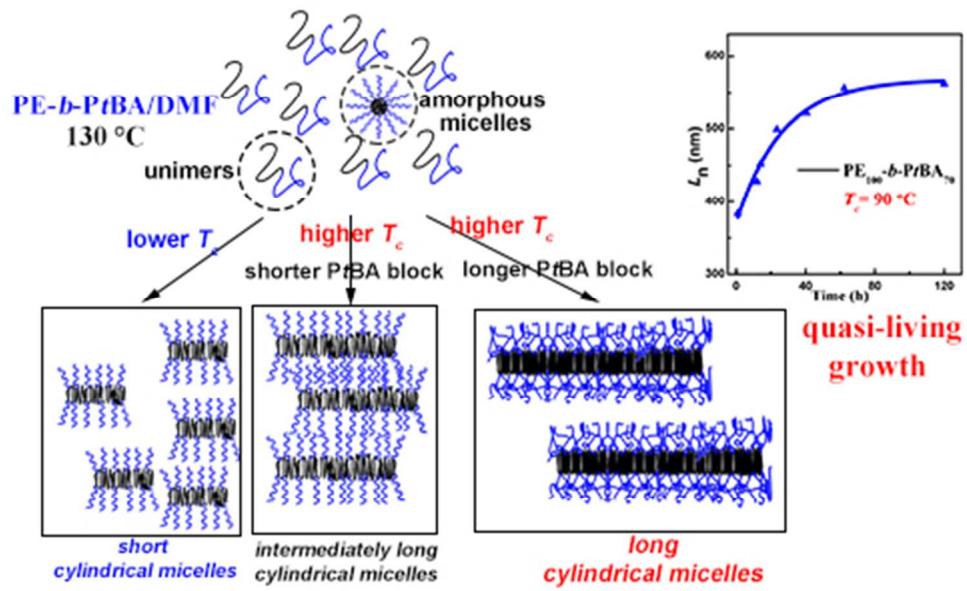 PE-b-PtBA/DMF
130 °C
amorphous
micelles
unimers
lower Tc
higher Tc
shorter PtBA block
higher Tc
longer PtBA block
short
cylindrical micelles
intermediately long
cylindrical micelles
long
cylindrical micelles
600
500
400
300
Ln (nm)
0
40
80
120
Time (h)
PE100-b-PtBA70
Tc= 90 °C
quasi-living
growth